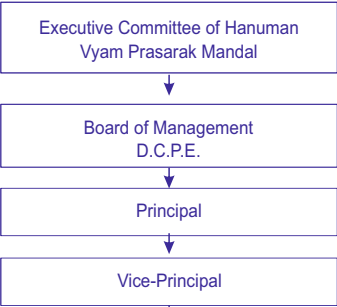 Executive Committee of Hanuman
Vyam Prasarak Mandal
Board of Management
D.C.P.E.
Principal
Vice-Principal